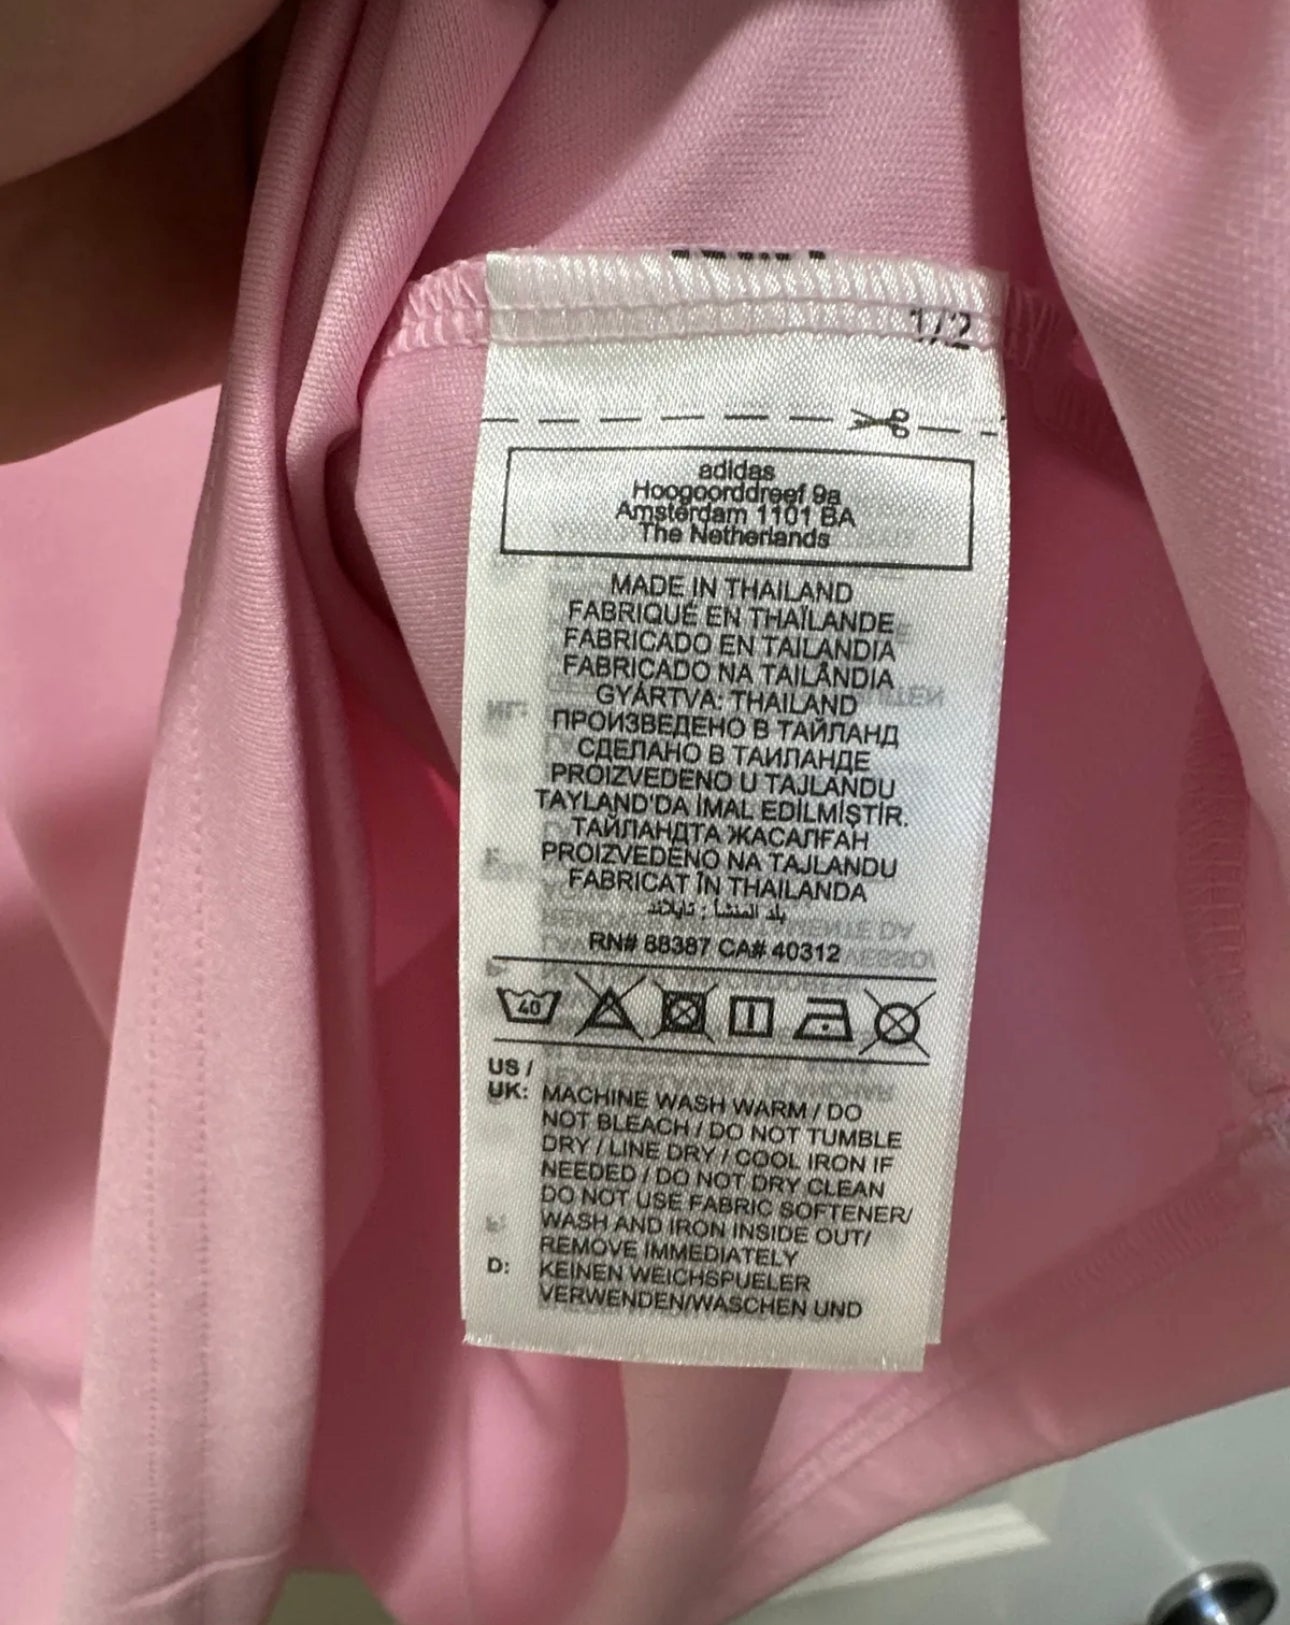 1/2
adidas
Hoogoorddreef 9a
Amsterdam 1101 BA
The Netherlands
MADE IN THAILAND
FABRIQUÉ EN THAÏLANDE
FABRICADO EN TAILANDIA
FABRICADO NA TAILÂNDIA
GYÁRTVA: THAILAND
ПРОИЗВЕДЕНО В ТАЙЛАНД
СДЕЛАНО В ТАИЛАНДЕ
PROIZVEDENO U TAJLANDU
TAYLAND'DA İMAL EDİLMİŞTİR.
ТАЙЛАНДТА ЖАСАЛҒАН
PROIZVEDENO NA TAJLANDU
FABRICAT ÎN THAILANDA
بلد المنشأ : تايلاند
RN# 88387 CA# 40312
40
US /
UK: MACHINE WASH WARM / DO
NOT BLEACH / DO NOT TUMBLE
DRY / LINE DRY / COOL IRON IF
NEEDED / DO NOT DRY CLEAN
DO NOT USE FABRIC SOFTENER/
WASH AND IRON INSIDE OUT/
REMOVE IMMEDIATELY
D: KEINEN WEICHSPUELER
VERWENDEN/WASCHEN UND